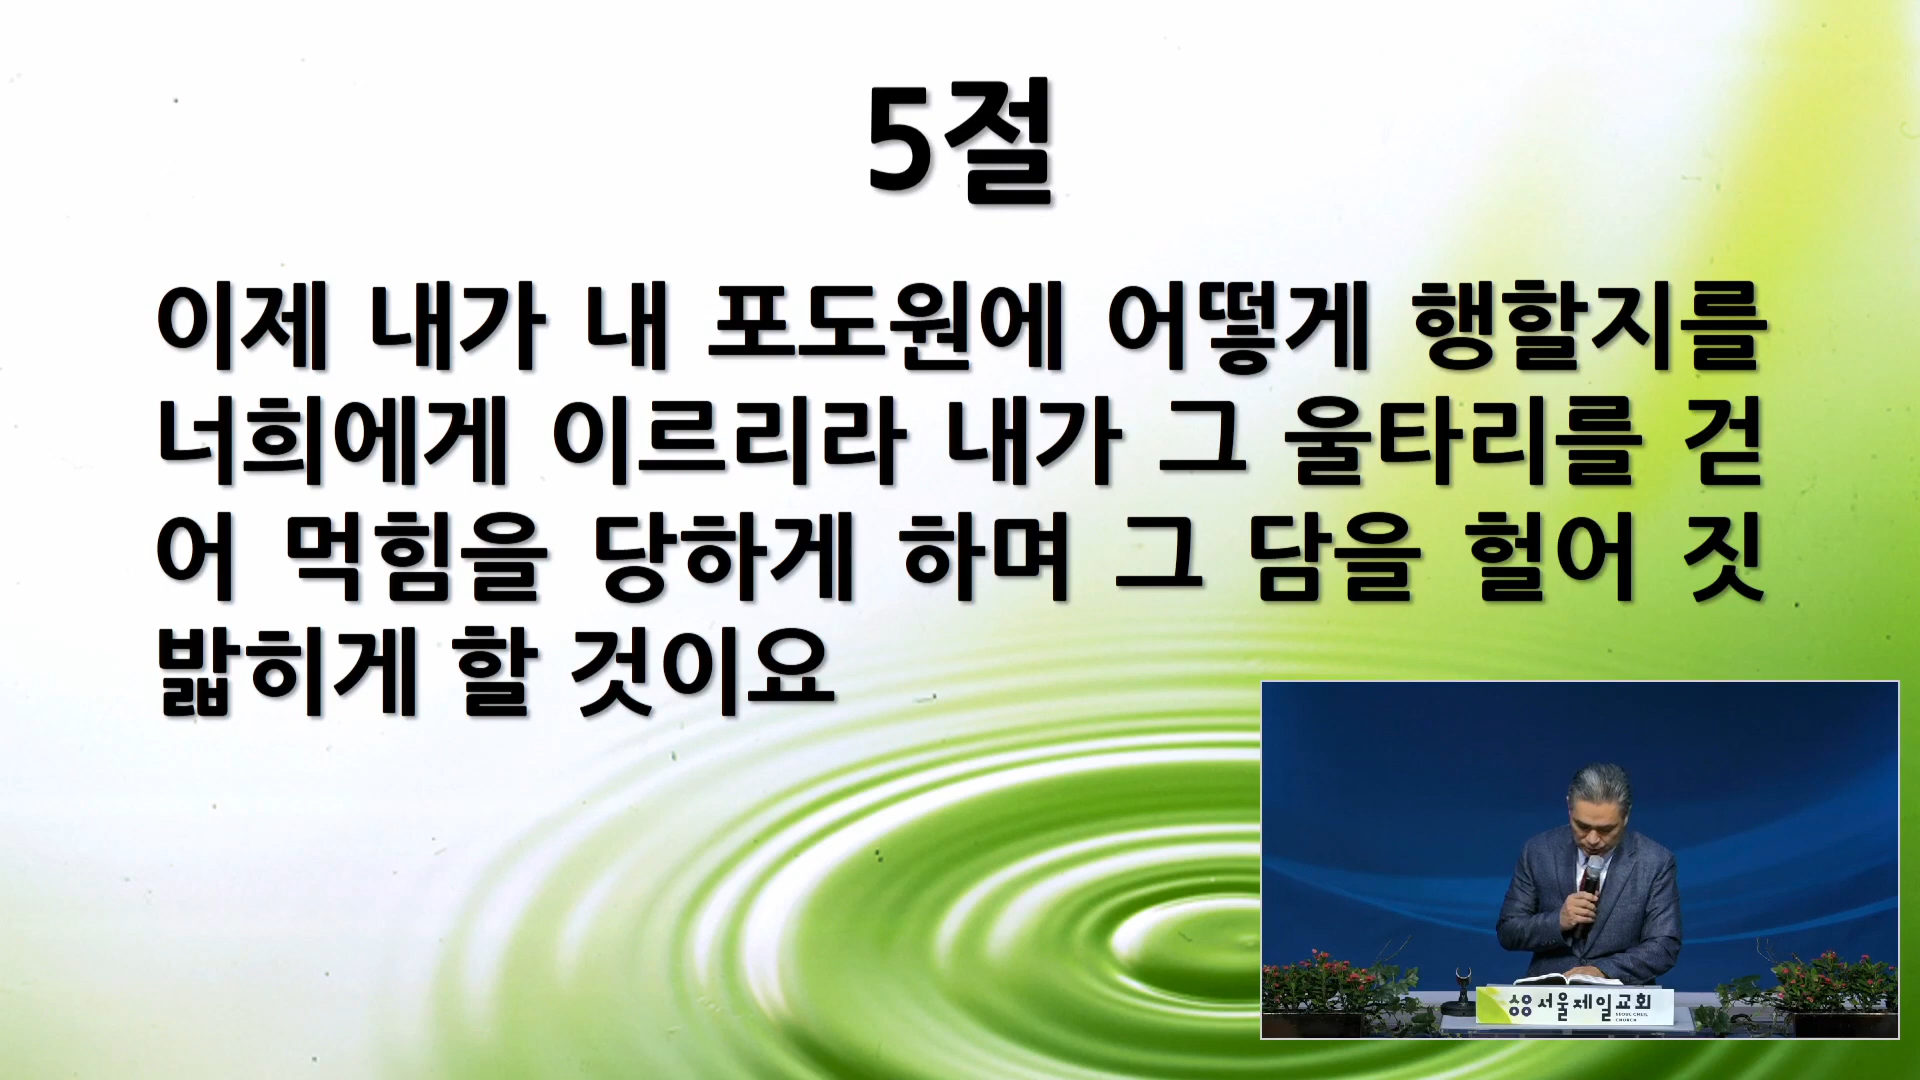 5절
이제 내가 내 포도원에 어떻게 행할지를
너희에게 이르리라 내가 그 울타리를 걷
어 먹힘을 당하게 하며 그 담을 헐어 짓
밟히게 할 것이요
서울제일교회
SEOUL CHEIL
CHURCH